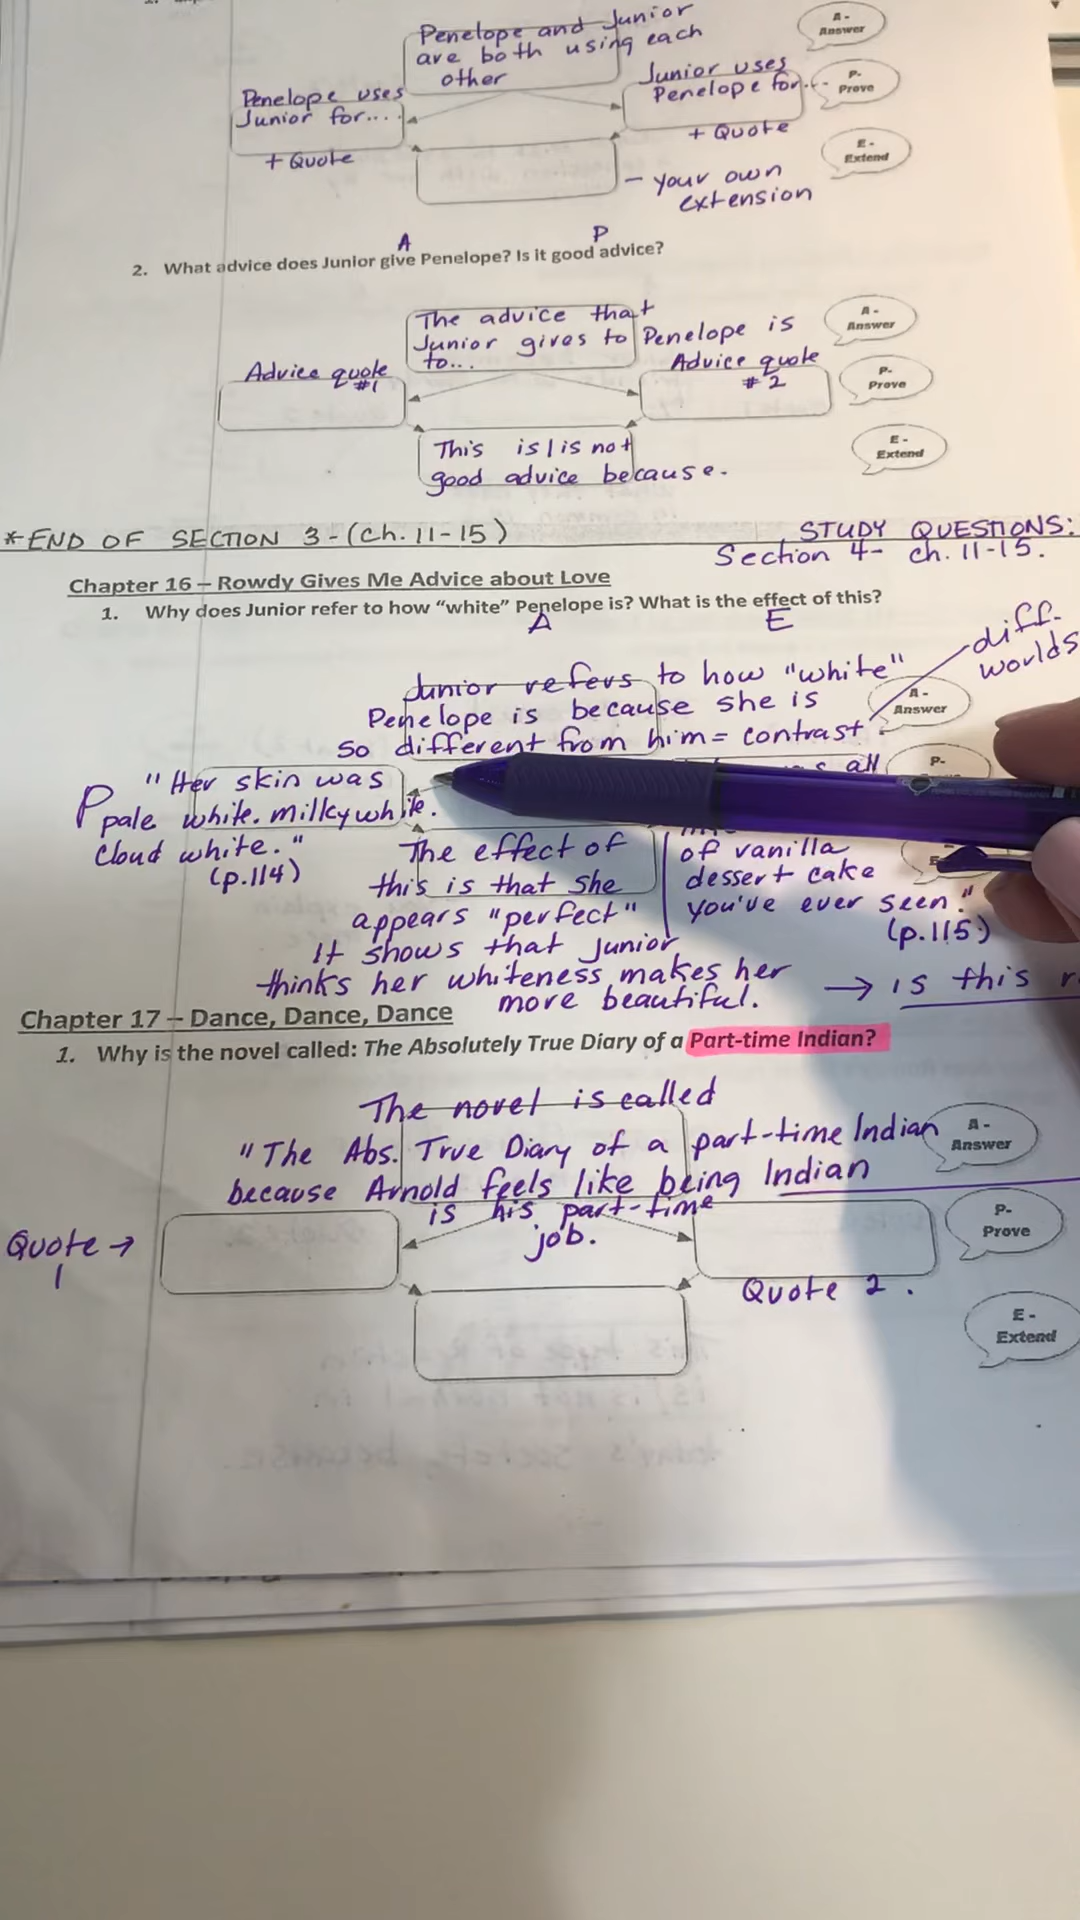 Penelope and Junior
are both using each
other
A-
Answer
Penelope uses
Junior for....
+ Quote
Junior uses
Penelope for...
+ Quote
P-
Prove
E-
Extend
- your own
extension
A P
2. What advice does Junior give Penelope? Is it good advice?
The advice that
Junior gives to Penelope is
to...
A-
Answer
Advice quote
#1
Advice quote
#2
P-
Prove
This is/is not
good advice because.
E-
Extend
*END OF SECTION 3-(Ch. 11-15)
STUDY QUESTIONS:
Section 4- ch. 11-15.
Chapter 16 – Rowdy Gives Me Advice about Love
1. Why does Junior refer to how "white" Penelope is? What is the effect of this?
A E
diff.
worlds
Junior refers to how "white"
Penelope is because she is
so different from him = contrast
A-
Answer
P "Her skin was
pale white. milky white.
cloud white."
(p.114)
all
P-
of vanilla
dessert cake
you've ever seen."
(p.115)
The effect of
this is that she
appears "perfect"
It shows that Junior
thinks her whiteness makes her
more beautiful.
→ is this
Chapter 17 – Dance, Dance, Dance
1. Why is the novel called: The Absolutely True Diary of a Part-time Indian?
The novel is called
"The Abs. True Diary of a part-time Indian
because Arnold feels like being Indian
is his part-time
job.
A-
Answer
Quote →
1
P-
Prove
Quote 2.
E-
Extend